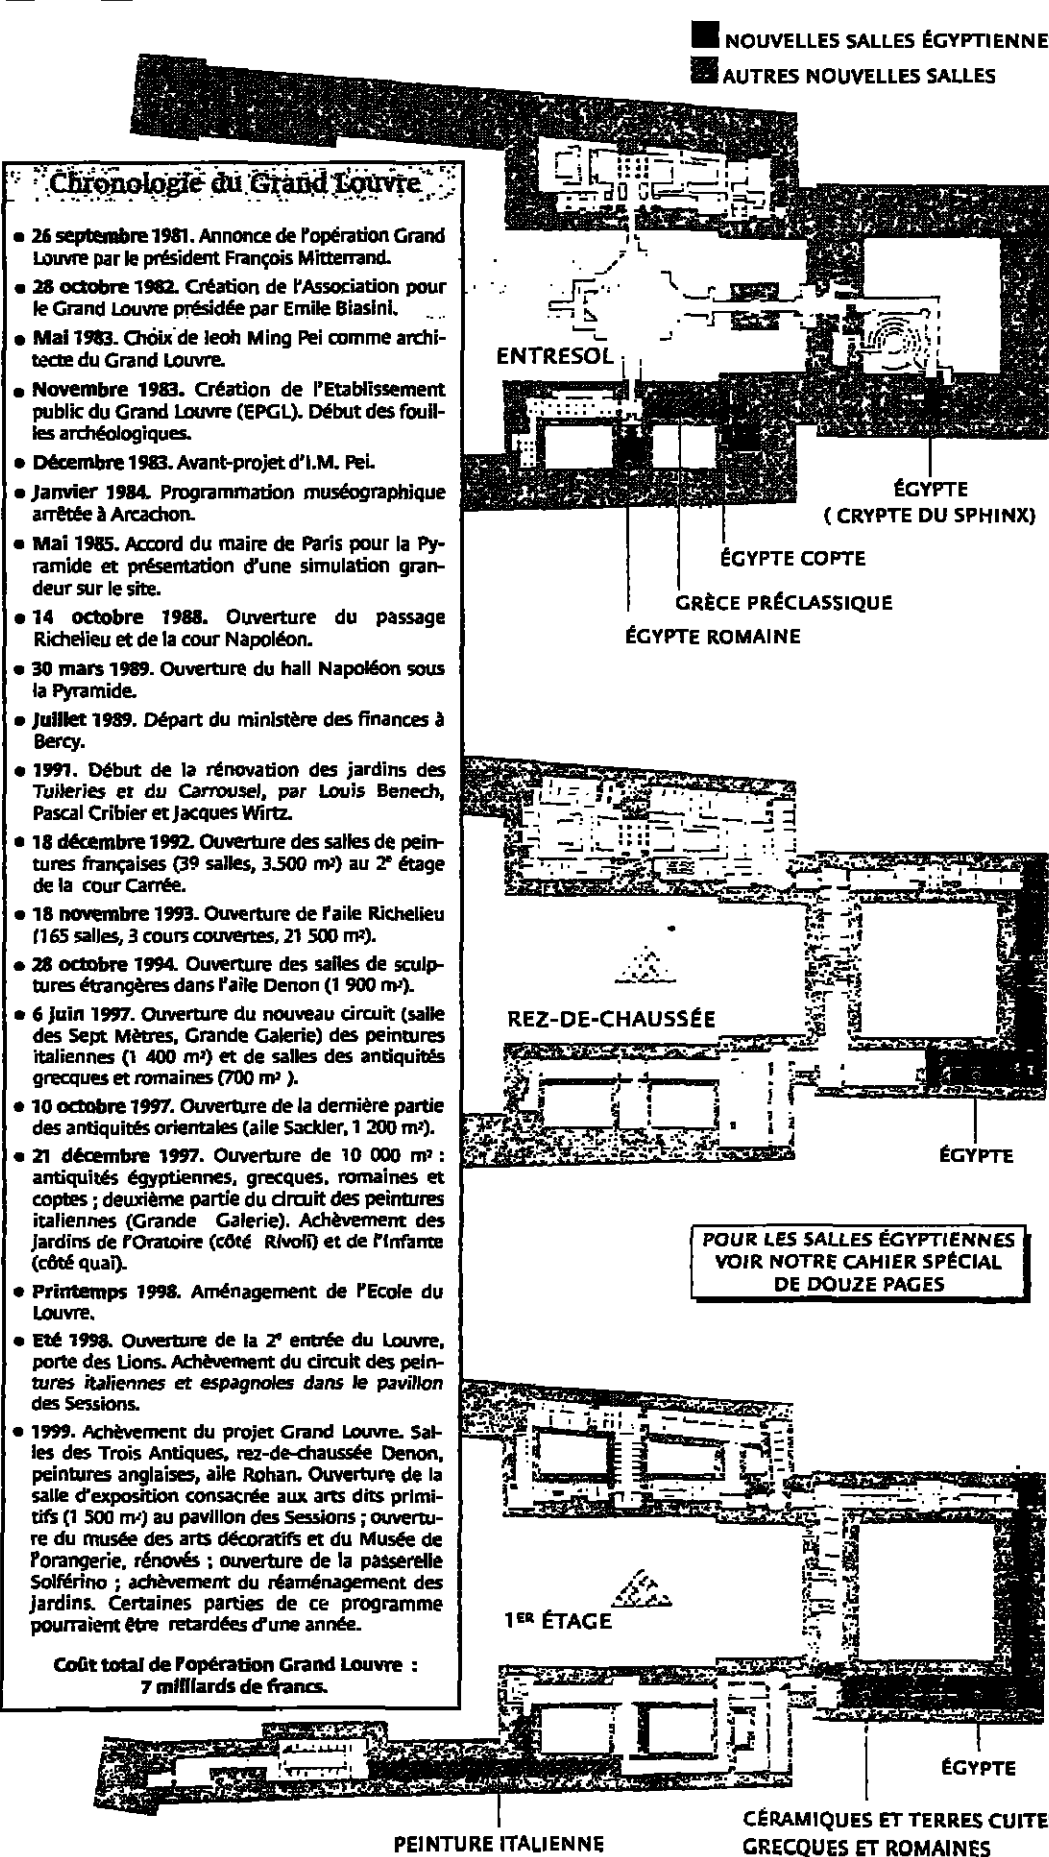 NOUVELLES SALLES ÉGYPTIENNE
AUTRES NOUVELLES SALLES
Chronologie du Grand Louvre
• 26 septembre 1981. Annonce de l'opération Grand
Louvre par le président François Mitterrand.
• 28 octobre 1982. Création de l'Association pour
le Grand Louvre présidée par Emile Biasini.
• Mai 1983. Choix de Ieoh Ming Pei comme archi-
tecte du Grand Louvre.
• Novembre 1983. Création de l'Etablissement
public du Grand Louvre (EPGL). Début des fouil-
les archéologiques.
• Décembre 1983. Avant-projet d'I.M. Pei.
• Janvier 1984. Programmation muséographique
arrêtée à Arcachon.
• Mai 1985. Accord du maire de Paris pour la Py-
ramide et présentation d'une simulation gran-
deur sur le site.
• 14 octobre 1988. Ouverture du passage
Richelieu et de la cour Napoléon.
• 30 mars 1989. Ouverture du hall Napoléon sous
la Pyramide.
• Juillet 1989. Départ du ministère des finances à
Bercy.
• 1991. Début de la rénovation des jardins des
Tuileries et du Carrousel, par Louis Benech,
Pascal Cribier et Jacques Wirtz.
• 18 décembre 1992. Ouverture des salles de pein-
tures françaises (39 salles, 3.500 m²) au 2e étage
de la cour Carrée.
• 18 novembre 1993. Ouverture de l'aile Richelieu
(165 salles, 3 cours couvertes, 21 500 m²).
• 28 octobre 1994. Ouverture des salles de sculp-
tures étrangères dans l'aile Denon (1 900 m²).
• 6 juin 1997. Ouverture du nouveau circuit (salle
des Sept Mètres, Grande Galerie) des peintures
italiennes (1 400 m²) et de salles des antiquités
grecques et romaines (700 m² ).
• 10 octobre 1997. Ouverture de la dernière partie
des antiquités orientales (aile Sackler, 1 200 m²).
• 21 décembre 1997. Ouverture de 10 000 m² :
antiquités égyptiennes, grecques, romaines et
coptes ; deuxième partie du circuit des peintures
italiennes (Grande Galerie). Achèvement des
jardins de l'Oratoire (côté Rivoli) et de l'Infante
(côté quai).
• Printemps 1998. Aménagement de l'Ecole du
Louvre.
• Eté 1998. Ouverture de la 2e entrée du Louvre,
porte des Lions. Achèvement du circuit des pein-
tures italiennes et espagnoles dans le pavillon
des Sessions.
• 1999. Achèvement du projet Grand Louvre. Sal-
les des Trois Antiques, rez-de-chaussée Denon,
peintures anglaises, aile Rohan. Ouverture de la
salle d'exposition consacrée aux arts dits primi-
tifs (1 500 m²) au pavillon des Sessions ; ouvertu-
re du musée des arts décoratifs et du Musée de
l'orangerie, rénovés ; ouverture de la passerelle
Solférino ; achèvement du réaménagement des
jardins. Certaines parties de ce programme
pourraient être retardées d'une année.
Coût total de l'opération Grand Louvre :
7 milliards de francs.
ENTRESOL
ÉGYPTE
( CRYPTE DU SPHINX)
ÉGYPTE COPTE
GRÈCE PRÉCLASSIQUE
ÉGYPTE ROMAINE
REZ-DE-CHAUSSÉE
ÉGYPTE
POUR LES SALLES ÉGYPTIENNES
VOIR NOTRE CAHIER SPÉCIAL
DE DOUZE PAGES
1ER ÉTAGE
ÉGYPTE
CÉRAMIQUES ET TERRES CUITE
GRECQUES ET ROMAINES
PEINTURE ITALIENNE